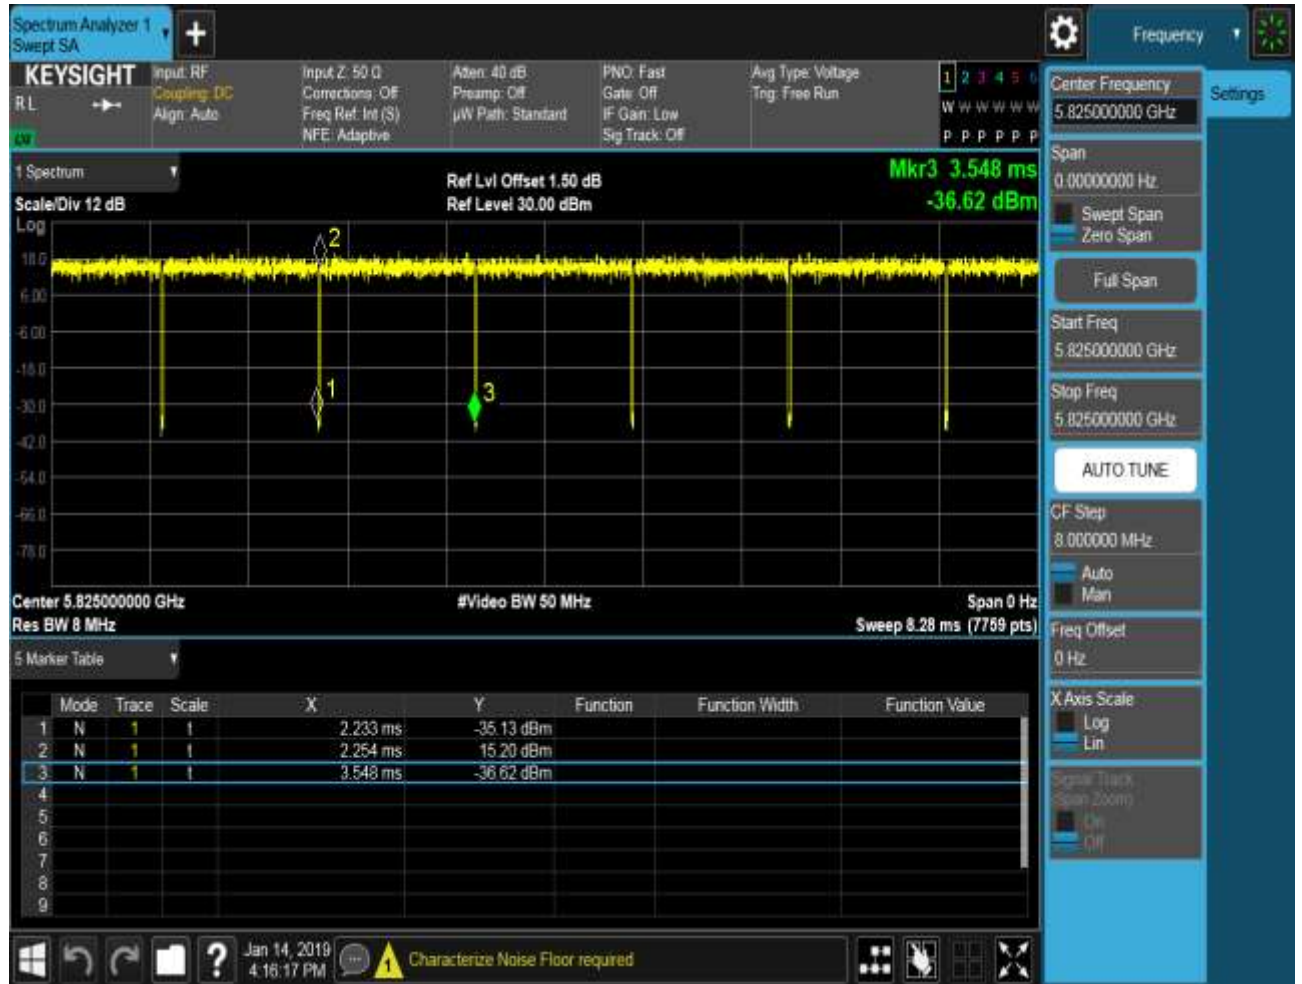 Spectrum Analyzer 1
Swept SA
Frequency
KEYSIGHT
R L
Input: RF
Coupling: DC
Align: Auto
Input Z: 50 Ω
Corrections: Off
Freq Ref: Int (S)
NFE: Adaptive
Atten: 40 dB
Preamp: Off
µW Path: Standard
PNO: Fast
Gate: Off
IF Gain: Low
Sig Track: Off
Avg Type: Voltage
Trig: Free Run
1 2 3 4 5 6
W W W W W W
P P P P P P
1 Spectrum
Scale/Div 12 dB
Log
Ref Lvl Offset 1.50 dB
Ref Level 30.00 dBm
Mkr3 3.548 ms
-36.62 dBm
18.0
6.00
-6.00
-18.0
-30.0
-42.0
-54.0
-66.0
-78.0
2
1
3
Center 5.825000000 GHz
#Video BW 50 MHz
Span 0 Hz
Res BW 8 MHz
Sweep 8.28 ms (7759 pts)
5 Marker Table
Mode Trace Scale X Y Function Function Width Function Value
1 N 1 t 2.233 ms -35.13 dBm
2 N 1 t 2.254 ms 15.20 dBm
3 N 1 t 3.548 ms -36.62 dBm
4
5
6
7
8
9
Jan 14, 2019
4:16:17 PM
1
Characterize Noise Floor required
Center Frequency
5.825000000 GHz
Settings
Span
0.00000000 Hz
Swept Span
Zero Span
Full Span
Start Freq
5.825000000 GHz
Stop Freq
5.825000000 GHz
AUTO TUNE
CF Step
8.000000 MHz
Auto
Man
Freq Offset
0 Hz
X Axis Scale
Log
Lin
Signal Track
(Span Zoom)
On
Off